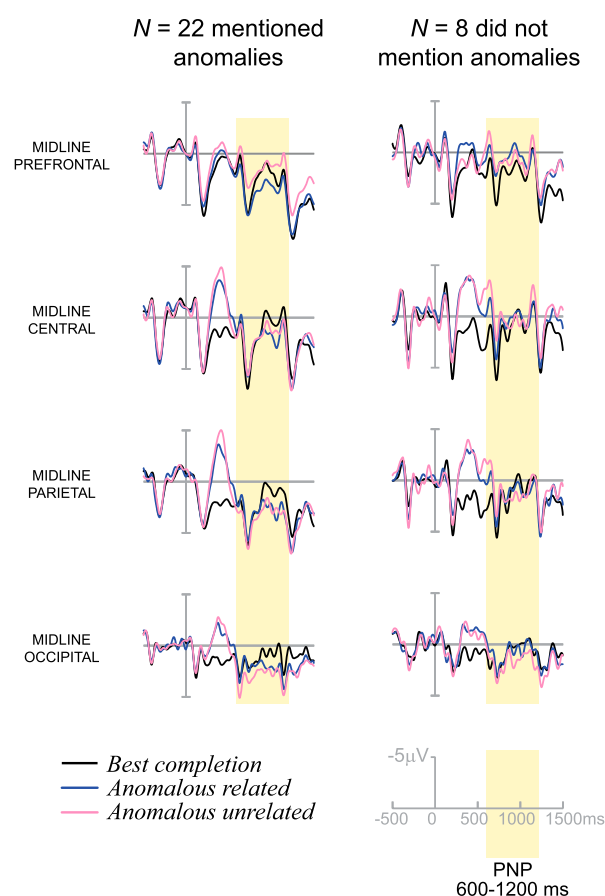 N = 22 mentioned
anomalies
N = 8 did not
mention anomalies
MIDLINE
PREFRONTAL
MIDLINE
CENTRAL
MIDLINE
PARIETAL
MIDLINE
OCCIPITAL
Best completion
Anomalous related
Anomalous unrelated
-5μV
-500 0 500 1000 1500ms
PNP
600-1200 ms